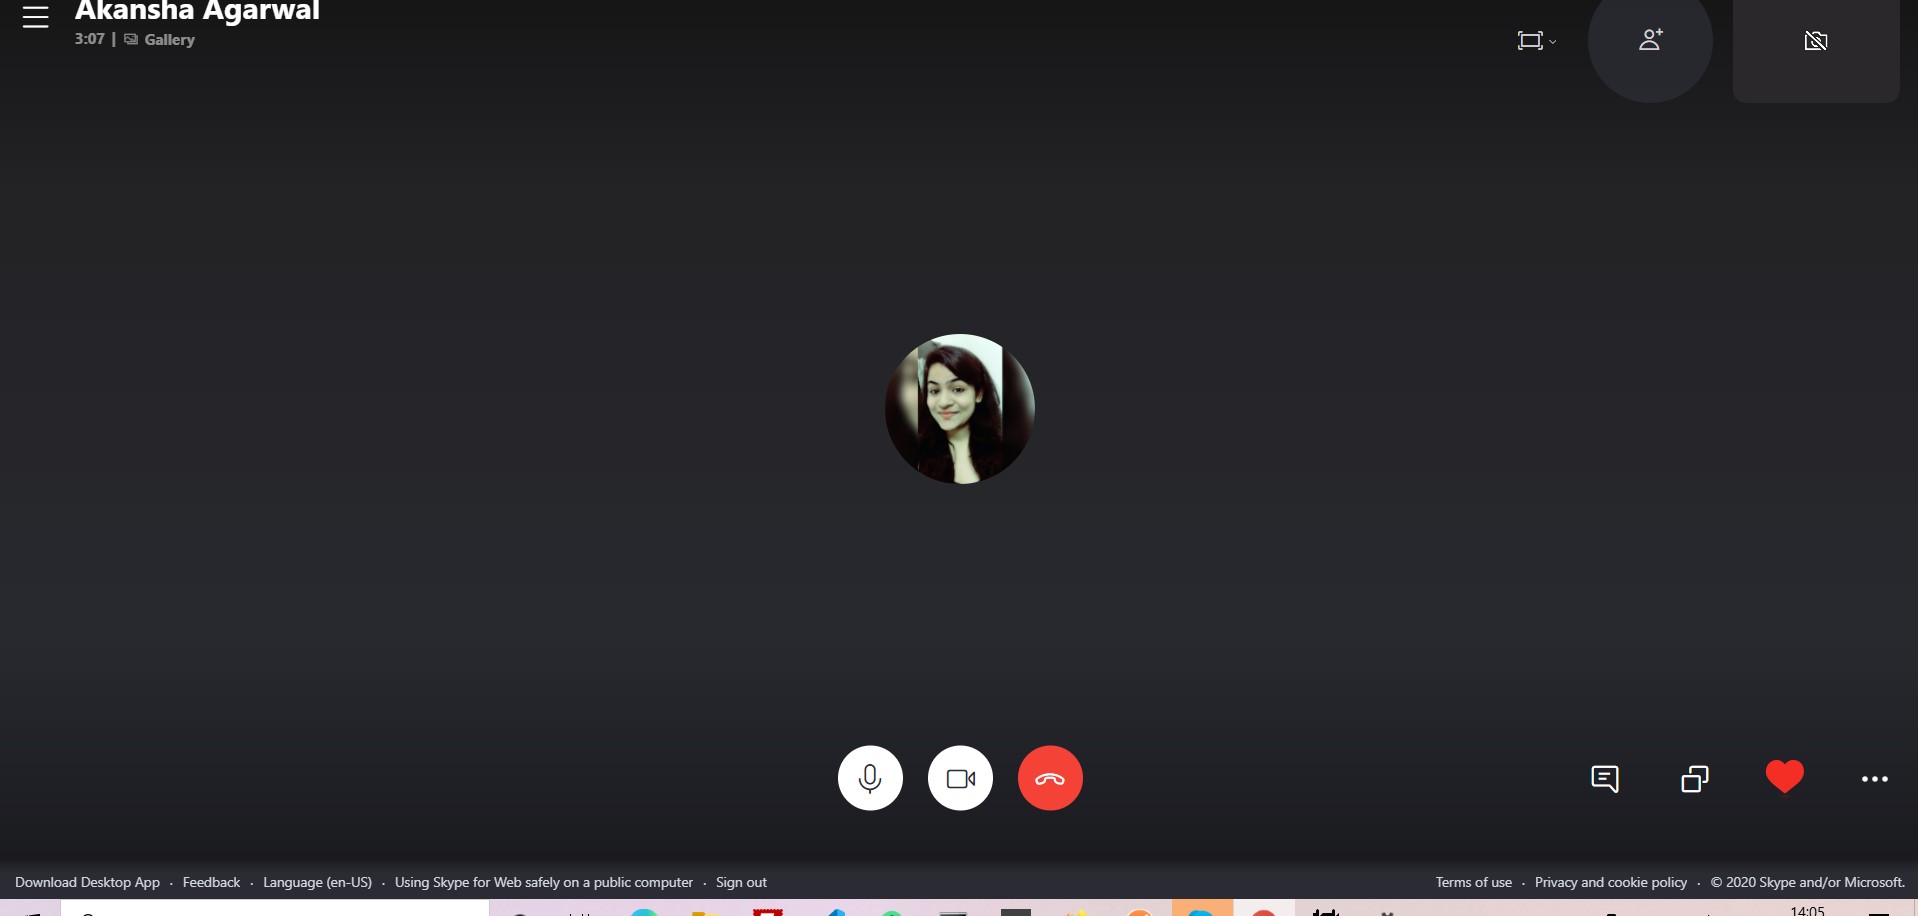 Akansha Agarwal
3:07 | Gallery
Download Desktop App · Feedback · Language (en-US) · Using Skype for Web safely on a public computer · Sign out
Terms of use · Privacy and cookie policy · © 2020 Skype and/or Microsoft.
14:05